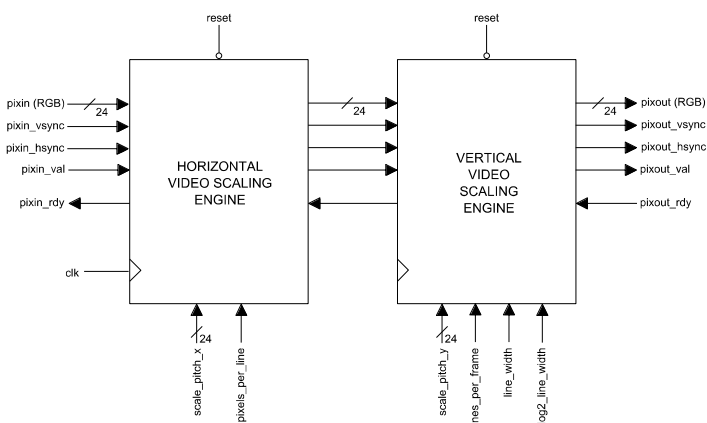 reset
reset
pixin (RGB)
24
24
24
pixout (RGB)
pixin_vsync
pixout_vsync
pixin_hsync
pixout_hsync
pixin_val
pixout_val
pixin_rdy
pixout_rdy
HORIZONTAL
VIDEO SCALING
ENGINE
VERTICAL
VIDEO
SCALING
ENGINE
clk
24
24
scale_pitch_x
pixels_per_line
scale_pitch_y
nes_per_frame
line_width
og2_line_width